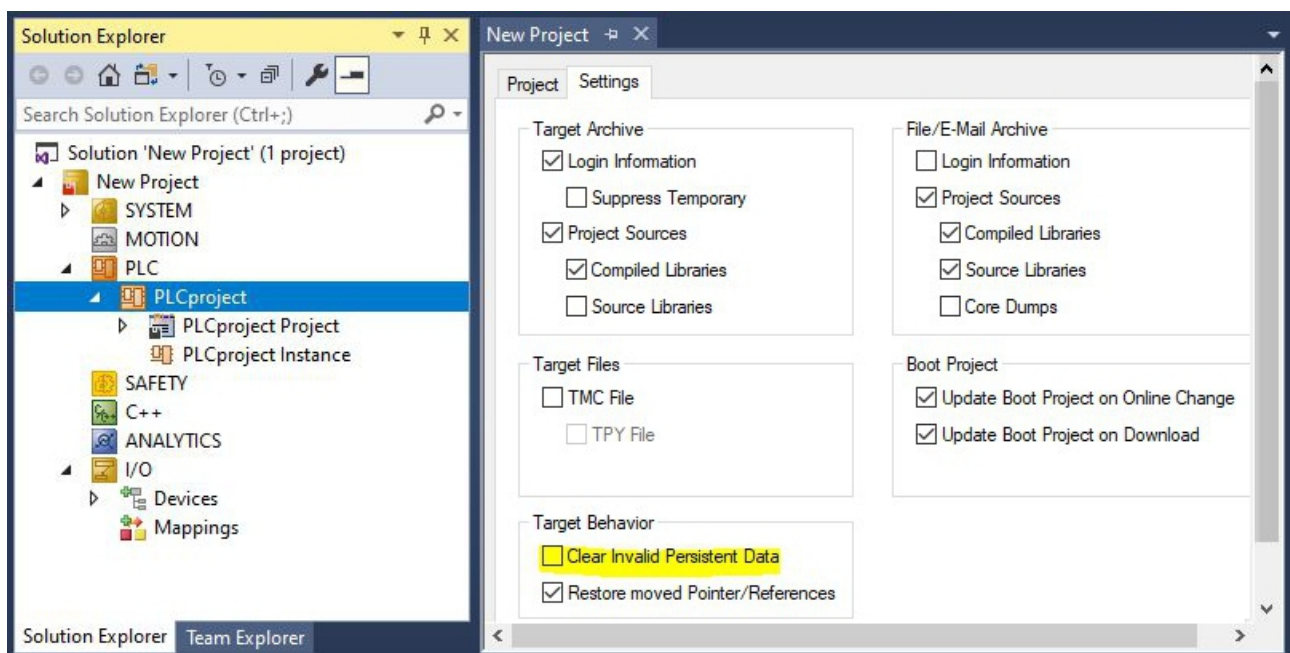 Solution Explorer
Search Solution Explorer (Ctrl+;)
Solution 'New Project' (1 project)
New Project
SYSTEM
MOTION
PLC
PLCproject
PLCproject Project
PLCproject Instance
SAFETY
C++
ANALYTICS
I/O
Devices
Mappings
Solution Explorer Team Explorer
New Project
Project Settings
Target Archive
Login Information
Suppress Temporary
Project Sources
Compiled Libraries
Source Libraries
File/E-Mail Archive
Login Information
Project Sources
Compiled Libraries
Source Libraries
Core Dumps
Target Files
TMC File
TPY File
Boot Project
Update Boot Project on Online Change
Update Boot Project on Download
Target Behavior
Clear Invalid Persistent Data
Restore moved Pointer/References